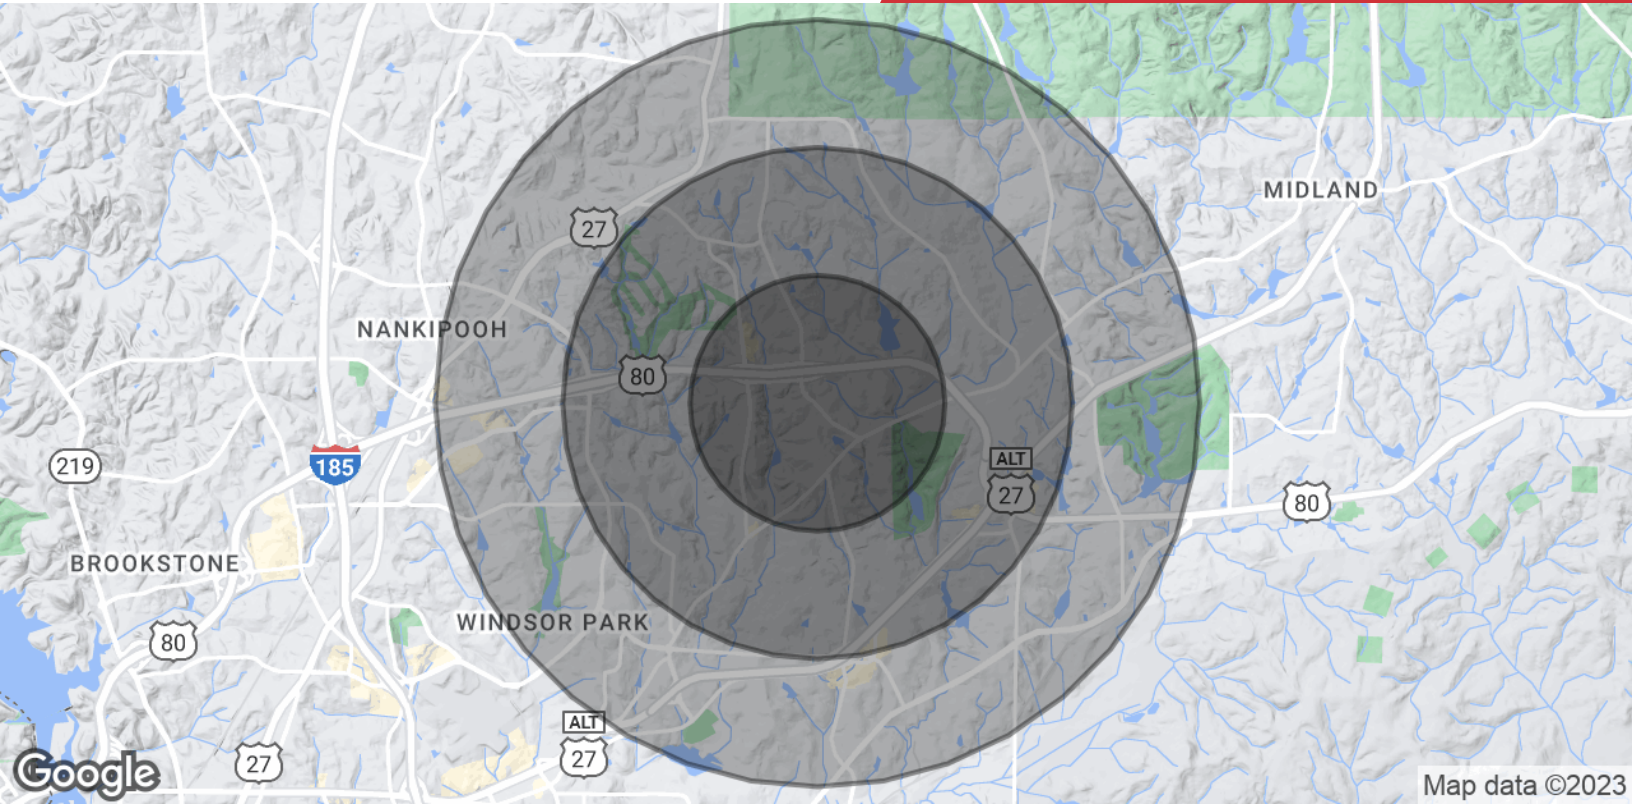 MIDLAND
27
NANKIPOOH
80
219
185
ALT
27
80
BROOKSTONE
WINDSOR PARK
80
ALT
27
27
Google
Map data ©2023